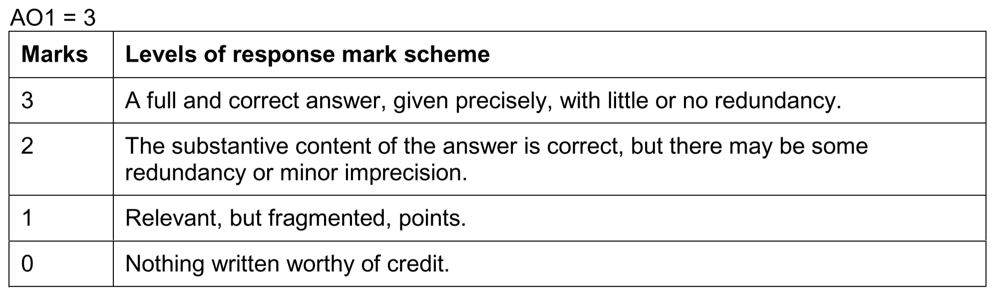 AO1 = 3
Marks Levels of response mark scheme
3 A full and correct answer, given precisely, with little or no redundancy.
2 The substantive content of the answer is correct, but there may be some
redundancy or minor imprecision.
1 Relevant, but fragmented, points.
0 Nothing written worthy of credit.